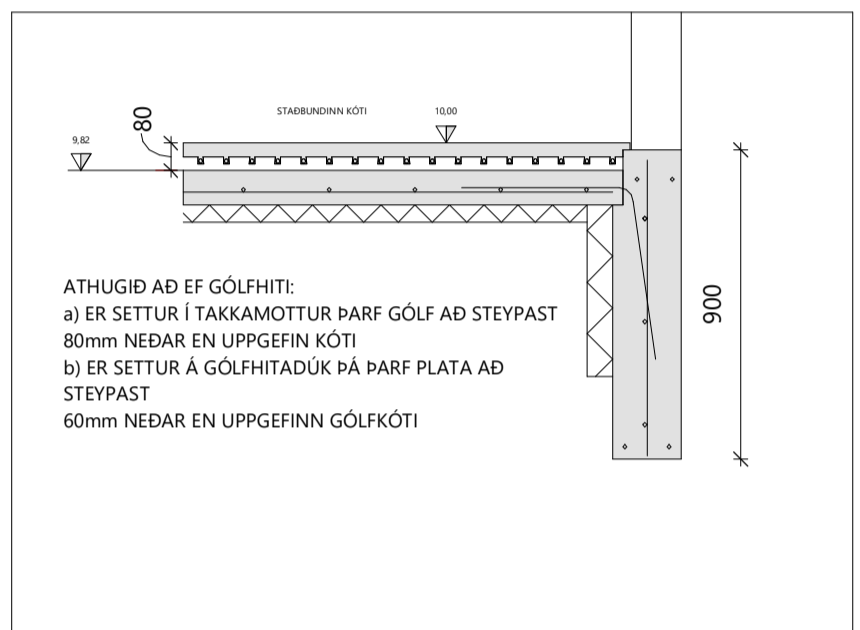 STAÐBUNDINN KÓTI
10,00
80
9,82
ATHUGIÐ AÐ EF GÓLFHITI:
a) ER SETTUR Í TAKKAMOTTUR ÞARF GÓLF AÐ STEYPAST
80mm NEÐAR EN UPPGEFIN KÓTI
b) ER SETTUR Á GÓLFHITADÚK ÞÁ ÞARF PLATA AÐ
STEYPAST
60mm NEÐAR EN UPPGEFINN GÓLFKÓTI
900